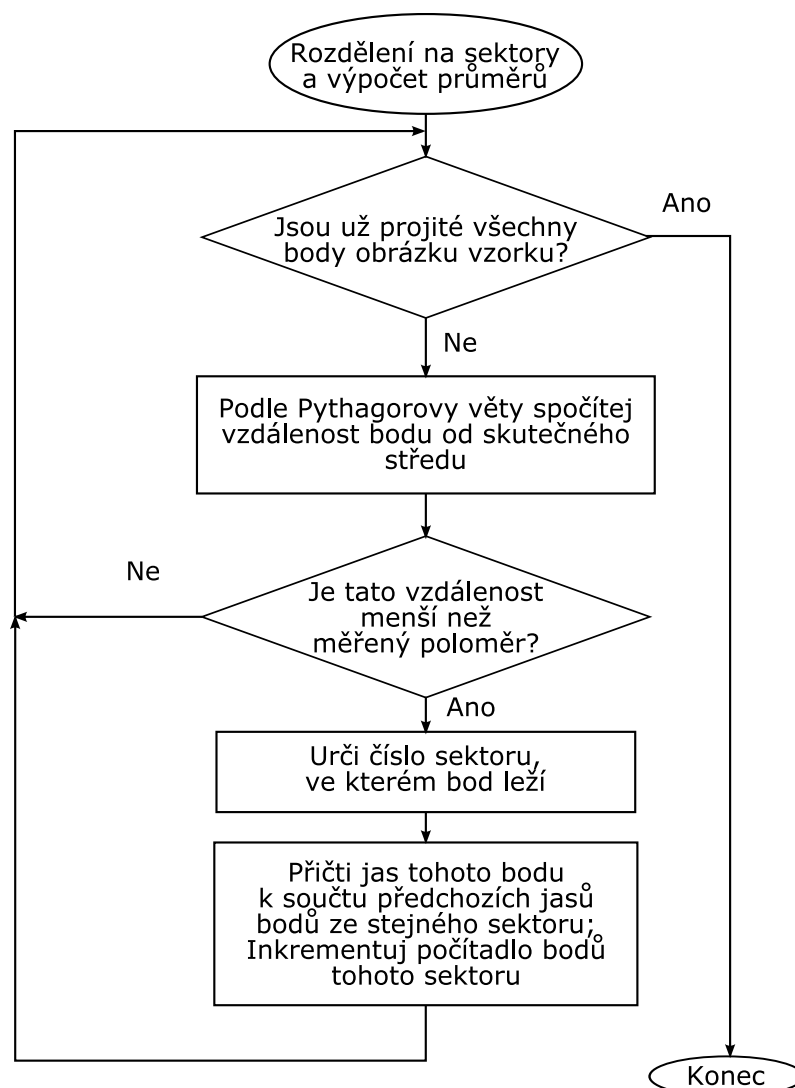 Rozdělení na sektory
a výpočet průměrů
Jsou už projité všechny
body obrázku vzorku?
Ano
Ne
Podle Pythagorovy věty spočítej
vzdálenost bodu od skutečného
středu
Ne
Je tato vzdálenost
menší než
měřený poloměr?
Ano
Urči číslo sektoru,
ve kterém bod leží
Přičti jas tohoto bodu
k součtu předchozích jasů
bodů ze stejného sektoru;
Inkrementuj počítadlo bodů
tohoto sektoru
Konec